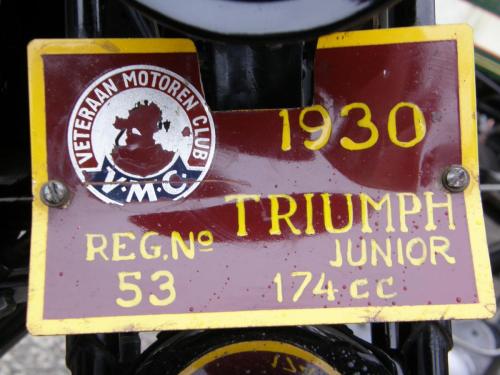 VETERAAN MOTOREN CLUB
V·M·C
1930
TRIUMPH
REG.No JUNIOR
53 174cc